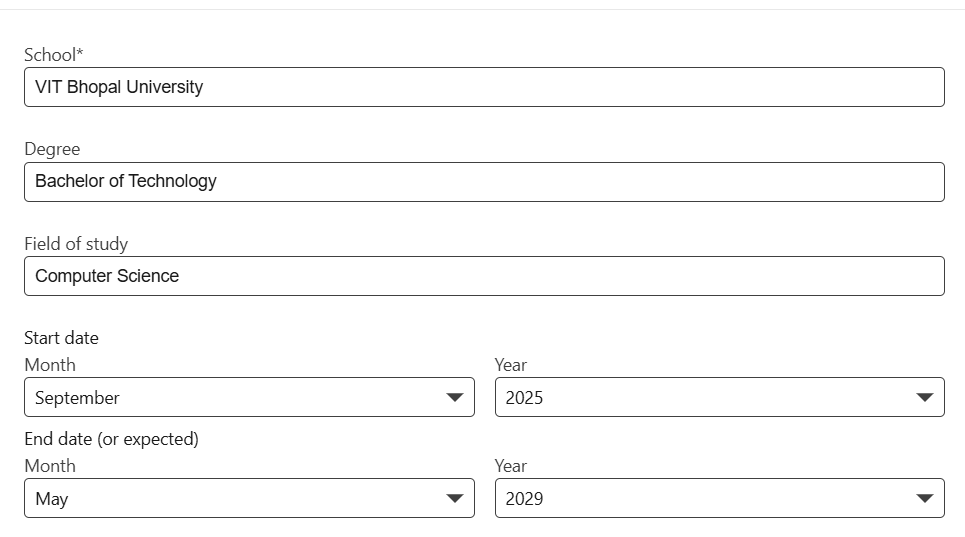 School*
VIT Bhopal University
Degree
Bachelor of Technology
Field of study
Computer Science
Start date
Month Year
September 2025
End date (or expected)
Month Year
May 2029